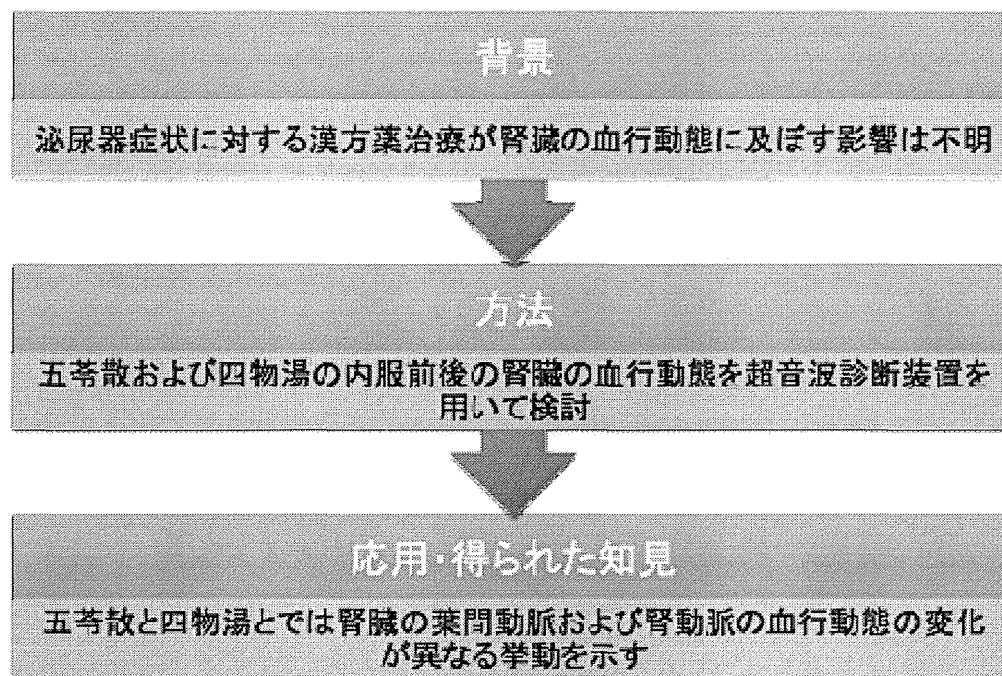 背景
泌尿器症状に対する漢方薬治療が腎臓の血行動態に及ぼす影響は不明
方法
五苓散および四物湯の内服前後の腎臓の血行動態を超音波診断装置を
用いて検討
応用・得られた知見
五苓散と四物湯とでは腎臓の葉間動脈および腎動脈の血行動態の変化
が異なる挙動を示す